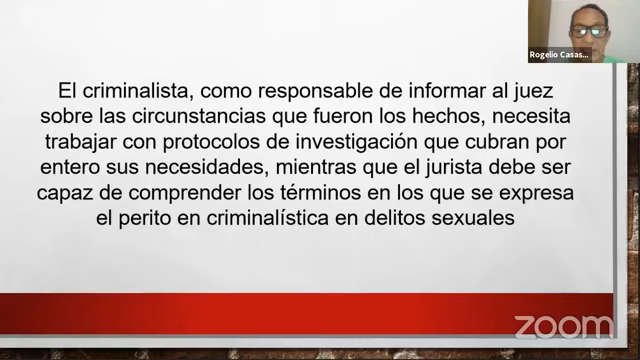 Rogelio Casas...
El criminalista, como responsable de informar al juez
sobre las circunstancias que fueron los hechos, necesita
trabajar con protocolos de investigación que cubran por
entero sus necesidades, mientras que el jurista debe ser
capaz de comprender los términos en los que se expresa
el perito en criminalística en delitos sexuales
zoom